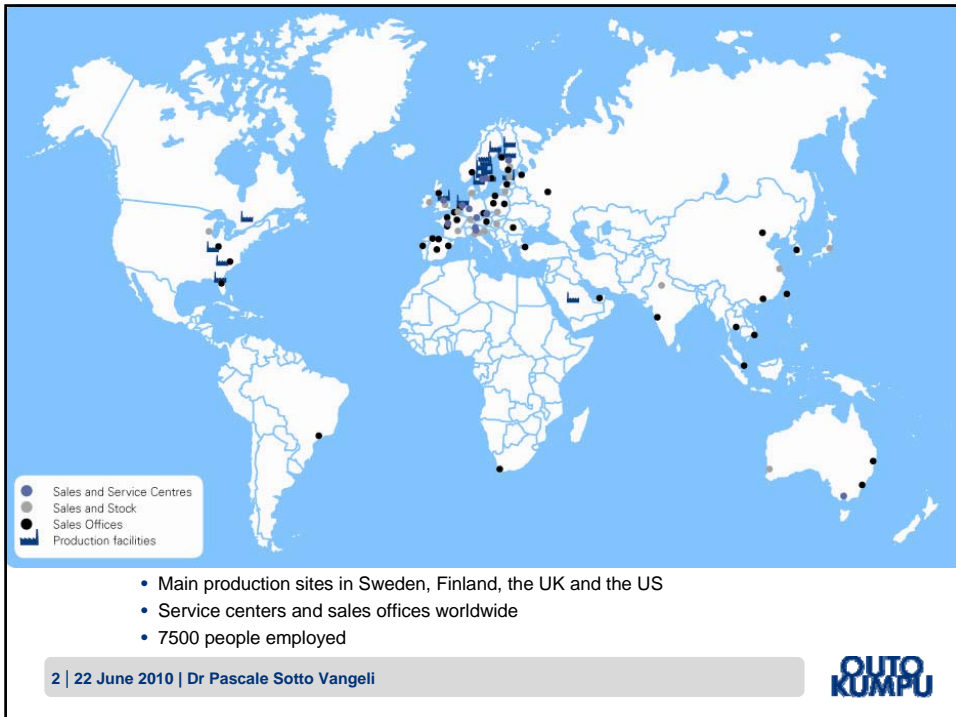 Sales and Service Centres
Sales and Stock
Sales Offices
Production facilities
• Main production sites in Sweden, Finland, the UK and the US
• Service centers and sales offices worldwide
• 7500 people employed
2 | 22 June 2010 | Dr Pascale Sotto Vangeli
OUTO
KUMPU